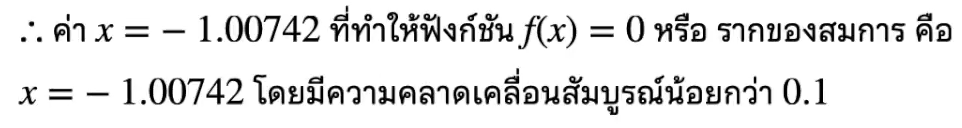 ∴ ค่า x = − 1.00742 ที่ทำให้ฟังก์ชัน f(x) = 0 หรือ รากของสมการ คือ
x = − 1.00742 โดยมีความคลาดเคลื่อนสัมบูรณ์น้อยกว่า 0.1